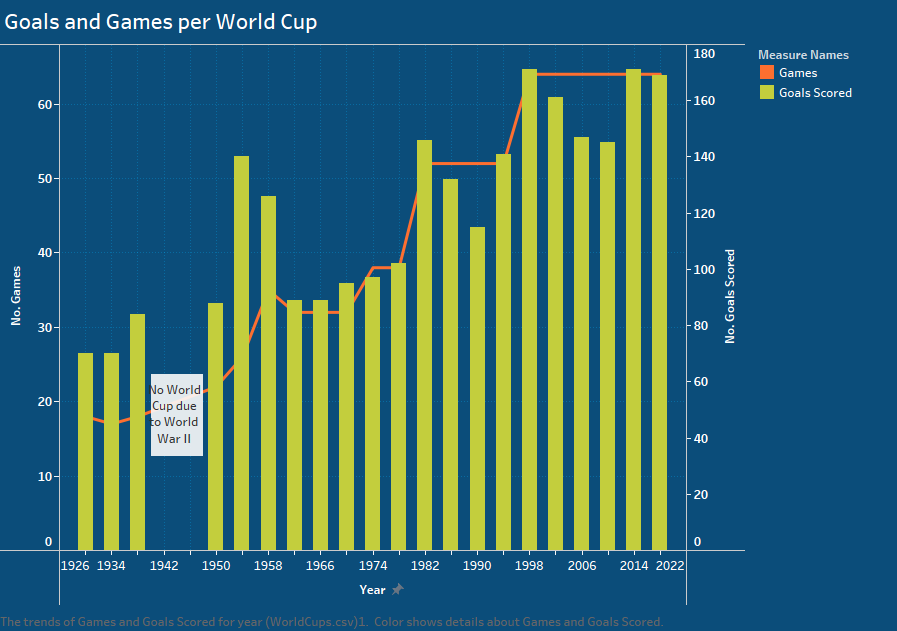 Goals and Games per World Cup
Measure Names
Games
Goals Scored
No. Games
60
50
40
30
20
10
0
No World
Cup due
to World
War II
180
160
140
120
100
80
60
40
20
0
No. Goals Scored
1926 1934 1942 1950 1958 1966 1974 1982 1990 1998 2006 2014 2022
Year
The trends of Games and Goals Scored for year (WorldCups.csv)1. Color shows details about Games and Goals Scored.